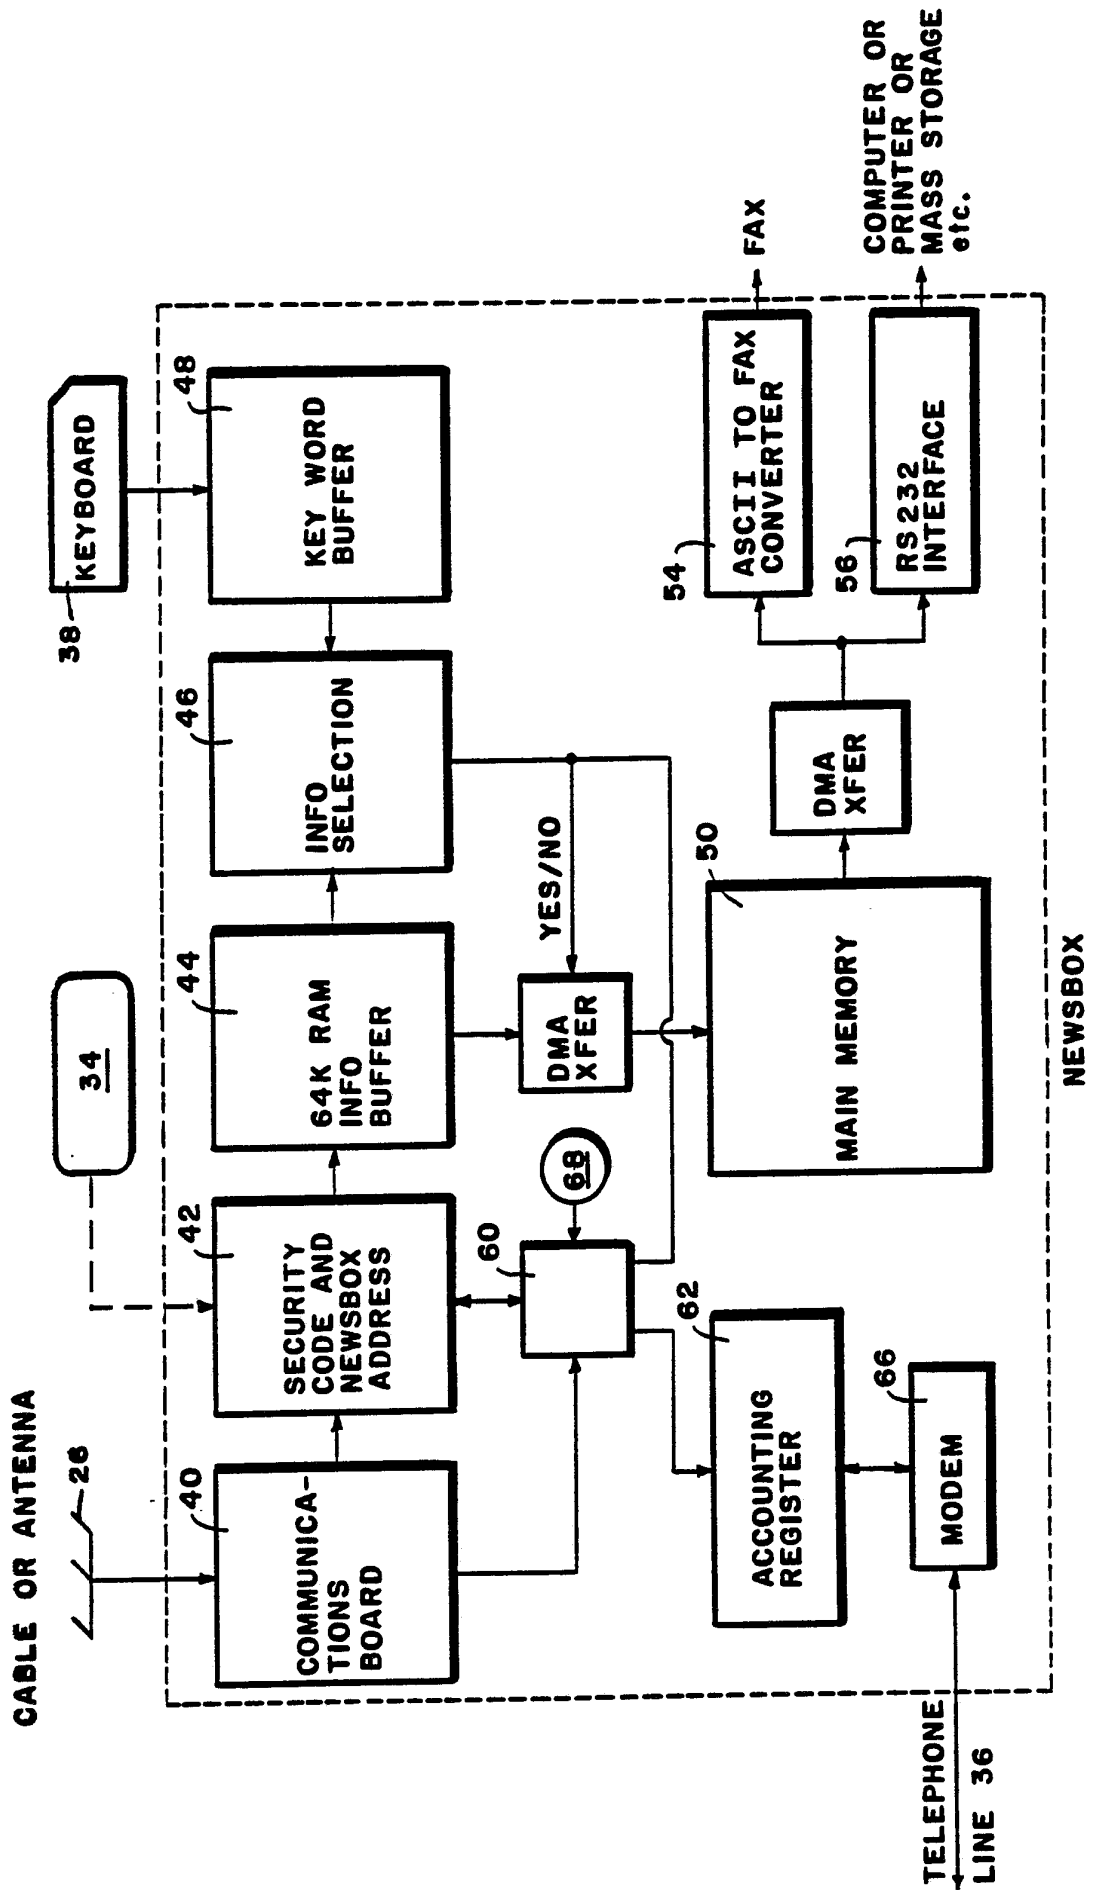 CABLE OR ANTENNA
26
34
38
KEYBOARD
40
COMMUNICA-
TIONS
BOARD
42
SECURITY
CODE AND
NEWSBOX
ADDRESS
44
64K RAM
INFO
BUFFER
46
INFO
SELECTION
48
KEY WORD
BUFFER
60
68
DMA
XFER
YES/NO
62
ACCOUNTING
REGISTER
50
MAIN MEMORY
DMA
XFER
54
ASCII TO FAX
CONVERTER
FAX
56
RS232
INTERFACE
COMPUTER OR
PRINTER OR
MASS STORAGE
etc.
66
MODEM
TELEPHONE
LINE 36
NEWSBOX